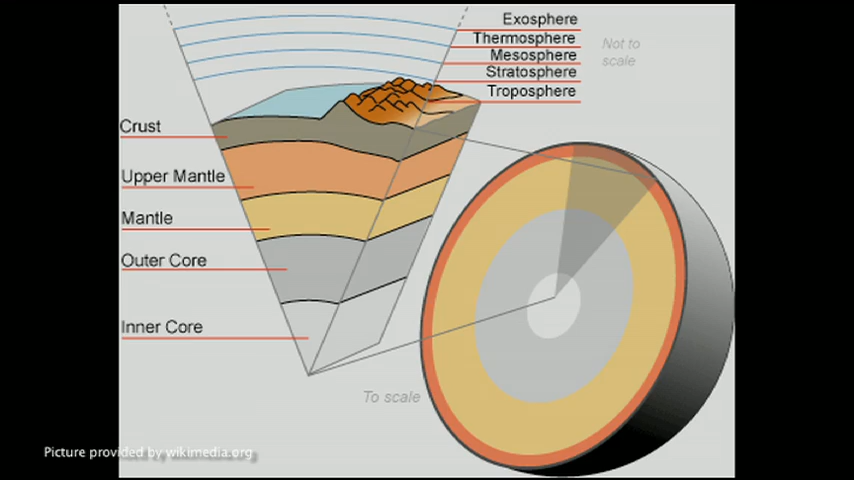 Exosphere
Thermosphere
Mesosphere
Stratosphere
Troposphere
Not to
scale
Crust
Upper Mantle
Mantle
Outer Core
Inner Core
To scale
Picture provided by wikimedia.org